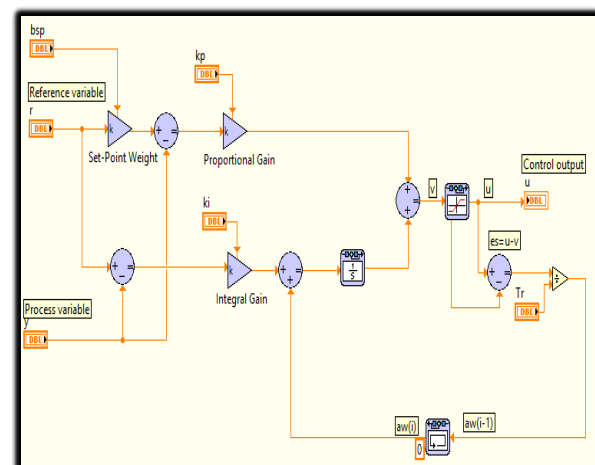 bsp
DBL
kp
DBL
Reference variable
r
DBL
k
+
-
=
k
Set-Point Weight
Proportional Gain
Control output
v
u
u
DBL
+
+
=
ki
DBL
es=u-v
+
-
=
k
+
+
=
1
S
+
-
=
÷
Integral Gain
Tr
DBL
Process variable
y
DBL
aw(i)
aw(i-1)
0